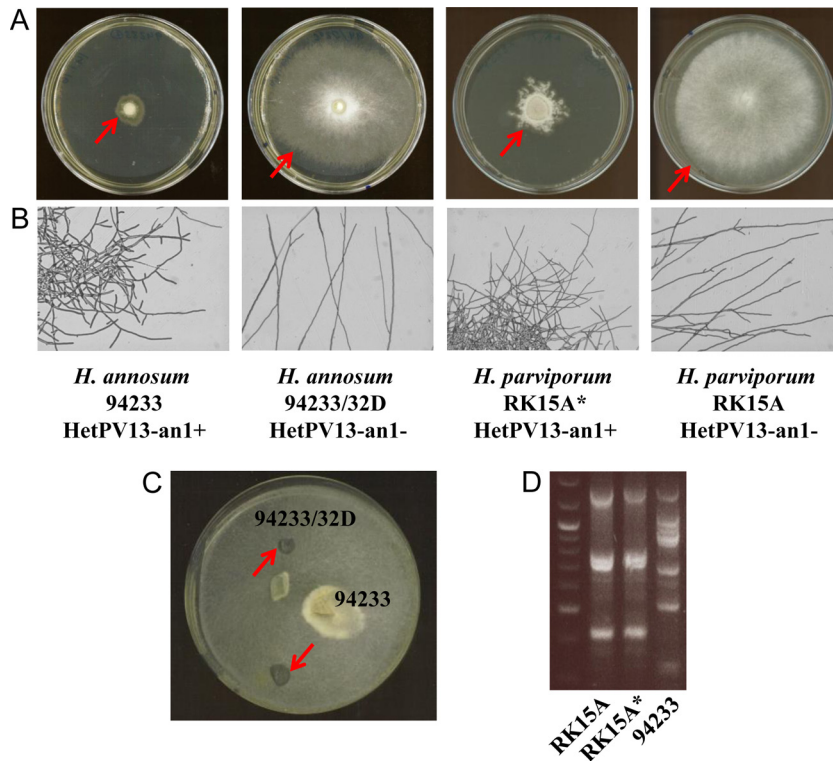 A
B
H. annosum
94233
HetPV13-an1+
H. annosum
94233/32D
HetPV13-an1-
H. parviporum
RK15A*
HetPV13-an1+
H. parviporum
RK15A
HetPV13-an1-
C
94233/32D
94233
D
RK15A
RK15A*
94233